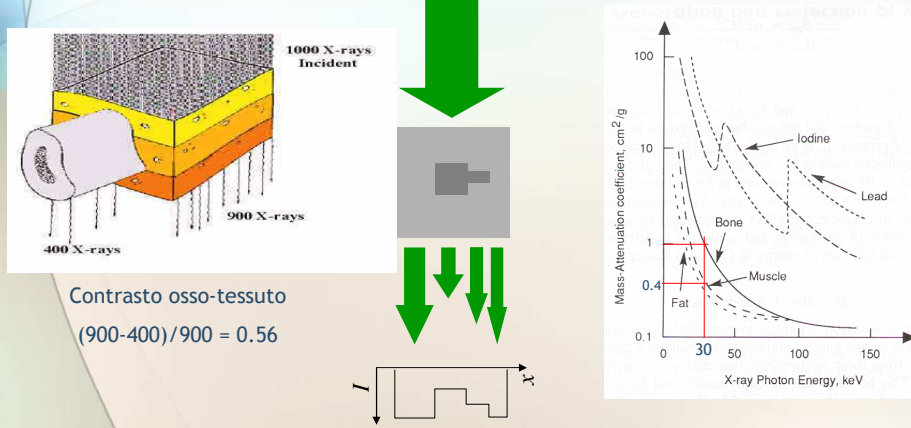 1000 X-rays
Incident
900 X-rays
400 X-rays
Contrasto osso-tessuto
(900-400)/900 = 0.56
I
x
Mass-Attenuation coefficient, cm²/g
100
10
1
0.4
0.1
Iodine
Lead
Bone
Muscle
Fat
0
30
50
100
150
X-ray Photon Energy, keV